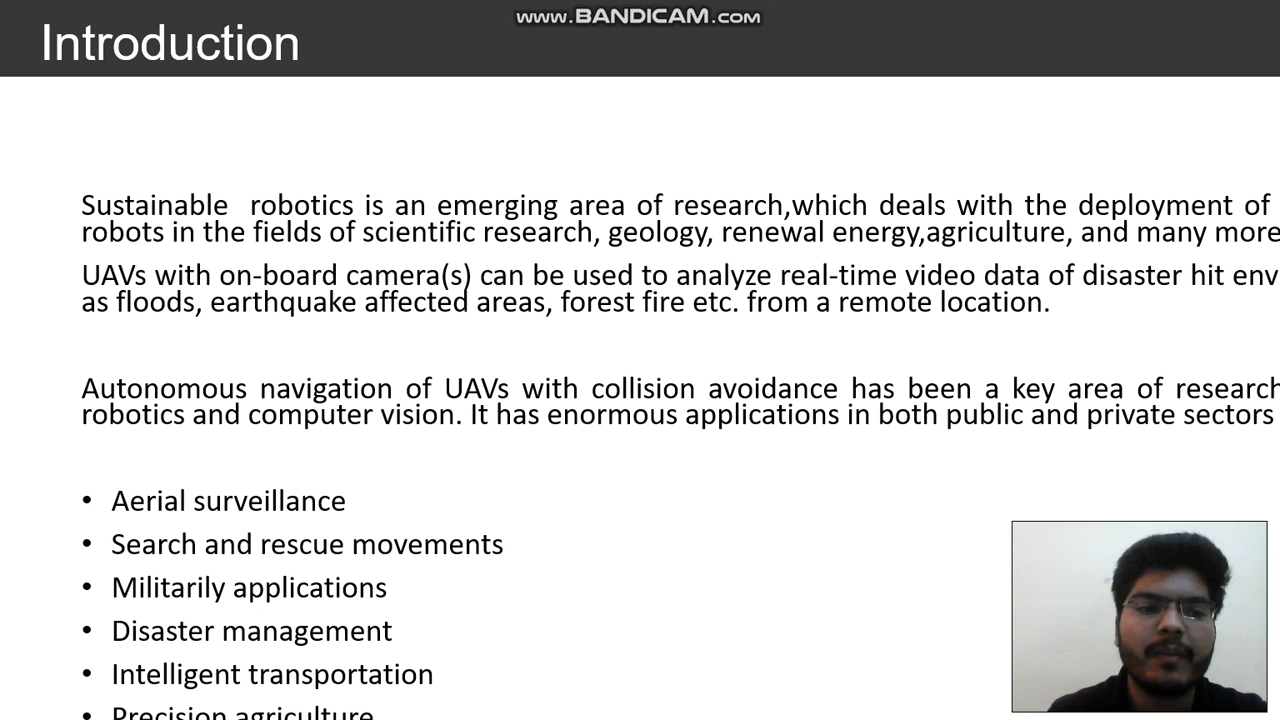 www.BANDICAM.com
Introduction
Sustainable robotics is an emerging area of research,which deals with the deployment of
robots in the fields of scientific research, geology, renewal energy,agriculture, and many more
UAVs with on-board camera(s) can be used to analyze real-time video data of disaster hit env
as floods, earthquake affected areas, forest fire etc. from a remote location.
Autonomous navigation of UAVs with collision avoidance has been a key area of research
robotics and computer vision. It has enormous applications in both public and private sectors
• Aerial surveillance
• Search and rescue movements
• Militarily applications
• Disaster management
• Intelligent transportation
• Precision agriculture